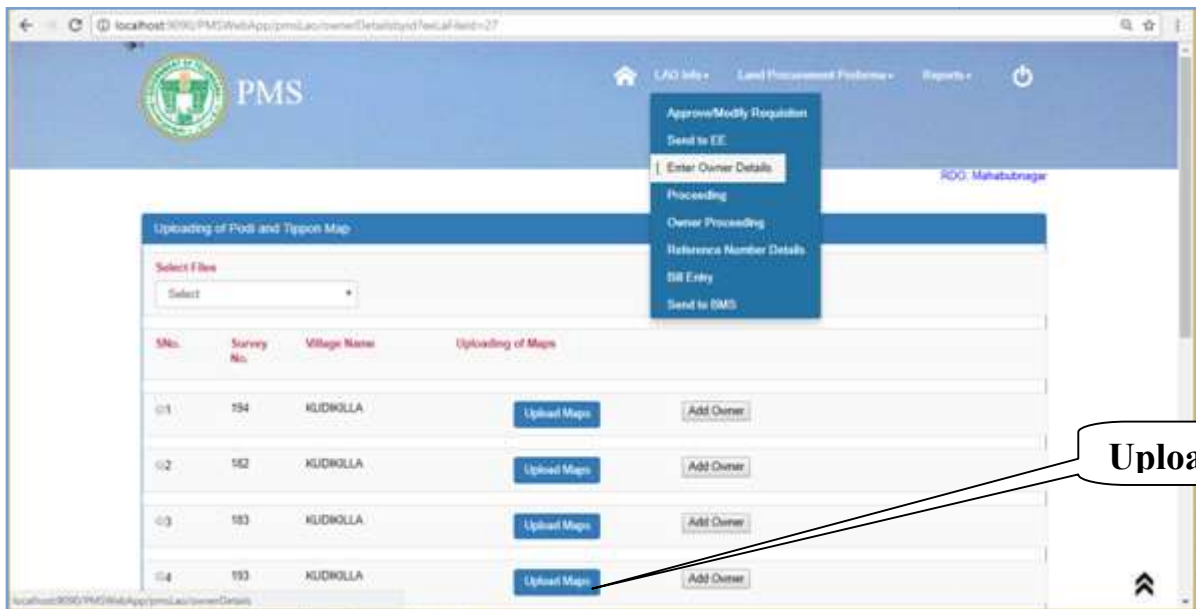 localhost:9090/PMSWebApp/pmsLao/ownerDetailsbyid?
PMS
LAO Info Land Procurement Proforma Reports
Approve/Modify Requisition
Send to EE
Enter Owner Details
RDO, Mahabubnagar
Proceeding
Owner Proceeding
Reference Number Details
Bill Entry
Send to BMS
Uploading of Podi and Tippon Map
Select Files
Select
SNo. Survey No. Village Name Uploading of Maps
1 194 KUDIKILLA Upload Maps Add Owner
2 182 KUDIKILLA Upload Maps Add Owner
3 183 KUDIKILLA Upload Maps Add Owner
4 193 KUDIKILLA Upload Maps Add Owner
Uploa
localhost:9090/PMSWebApp/pmsLao/ownerDetails